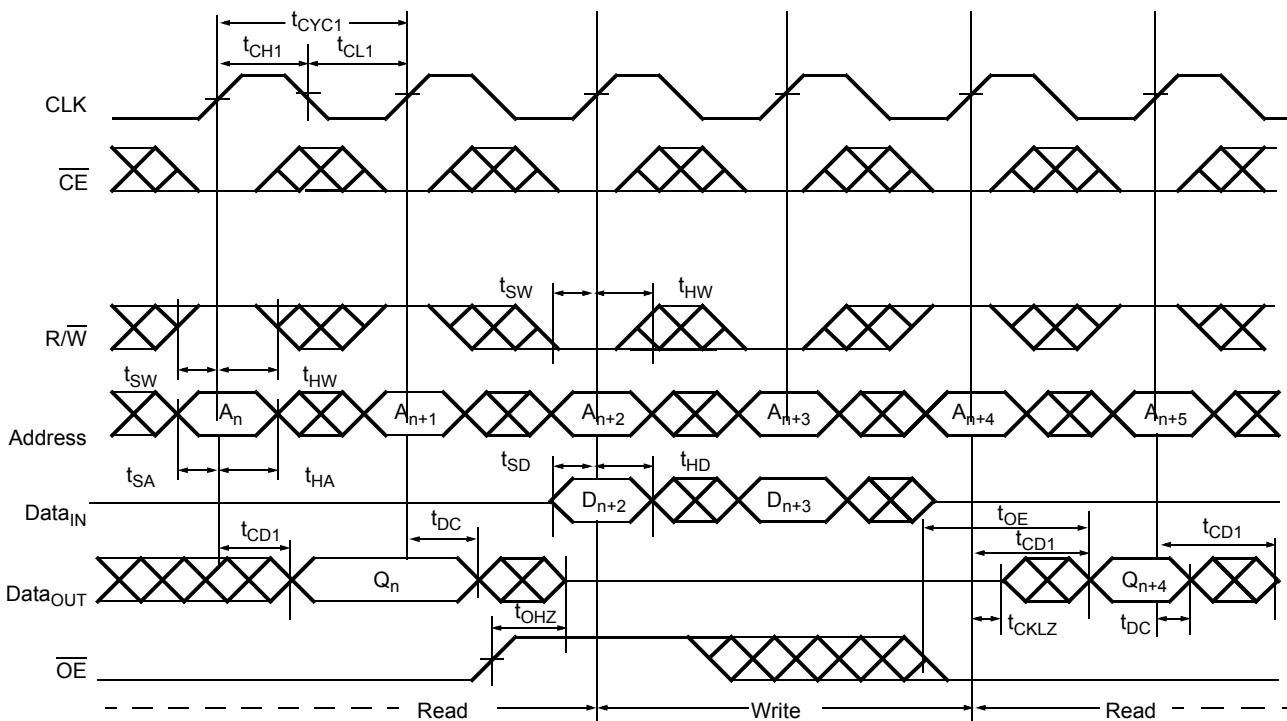 tCYC1
tCH1 tCL1
CLK
CE
tSW tHW
R/W
tSW tHW
An An+1 An+2 An+3 An+4 An+5
Address
tSA tHA tSD tHD
Dn+2 Dn+3
DataIN
tOE
tCD1 tDC tCD1 tCD1
Qn Qn+4
DataOUT
tOHZ tCKLZ tDC
OE
Read Write Read